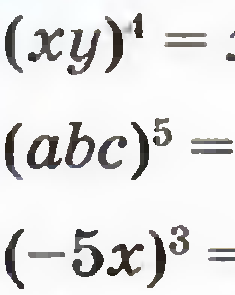 (xy)⁴ =
(abc)⁵ =
(−5x)³ =